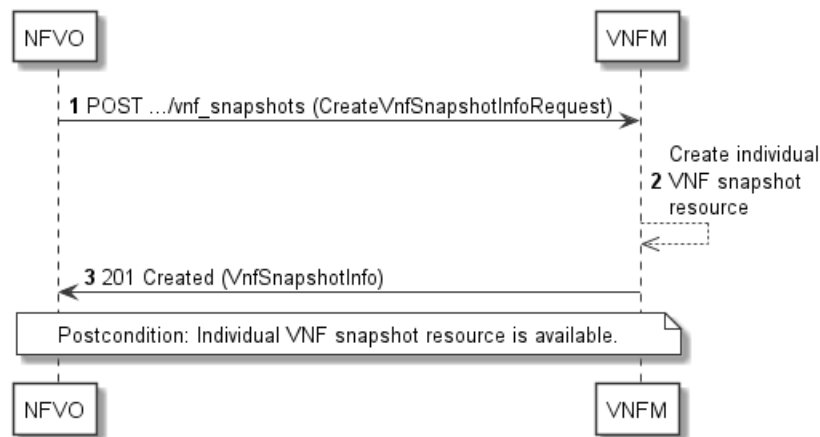 NFVO
VNFM
1 POST .../vnf_snapshots (CreateVnfSnapshotInfoRequest)
Create individual
2 VNF snapshot
resource
3 201 Created (VnfSnapshotInfo)
Postcondition: Individual VNF snapshot resource is available.
NFVO
VNFM